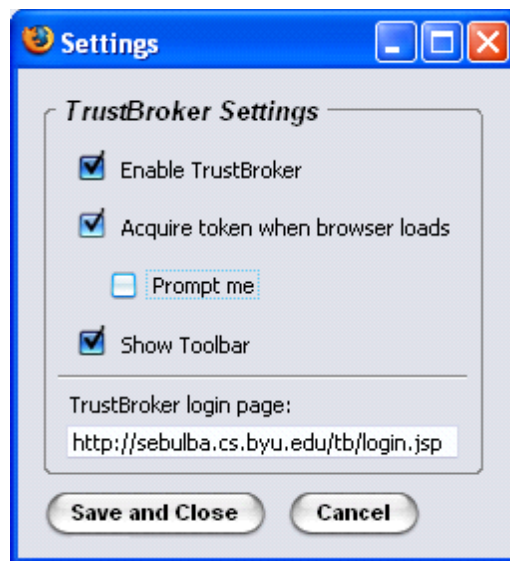 Settings
TrustBroker Settings
Enable TrustBroker
Acquire token when browser loads
Prompt me
Show Toolbar
TrustBroker login page:
http://sebulba.cs.byu.edu/tb/login.jsp
Save and Close Cancel